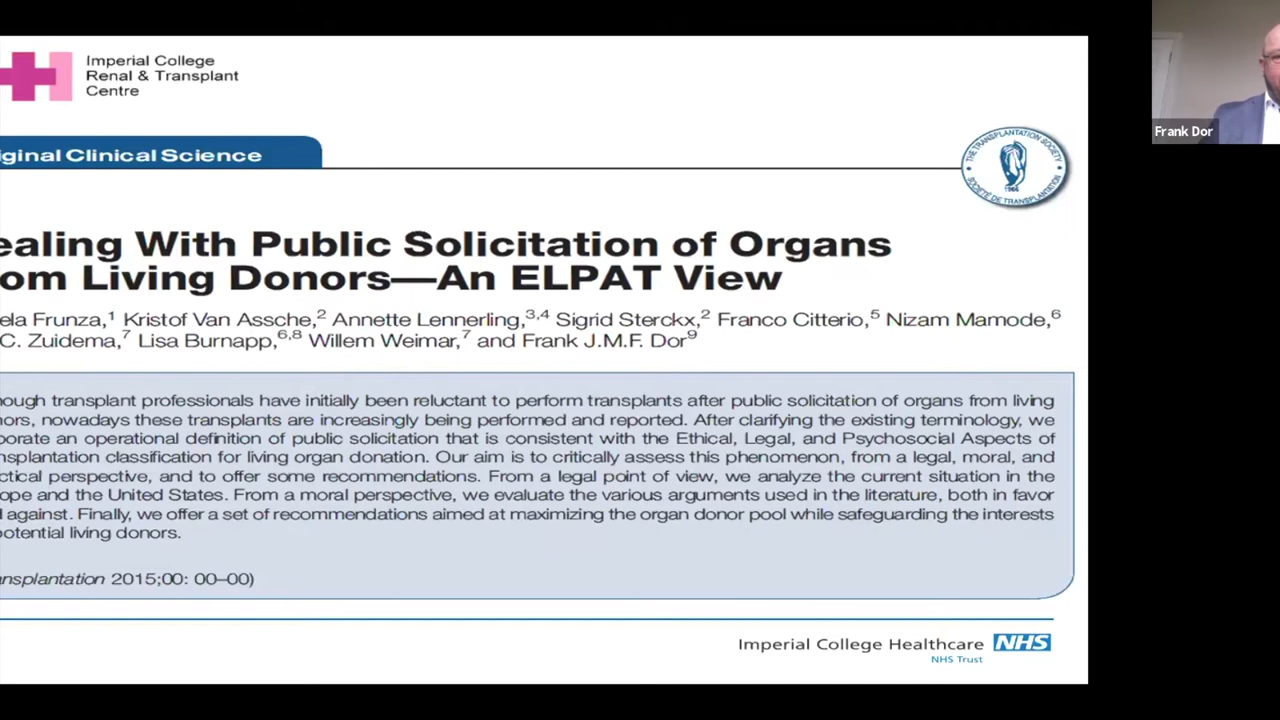 Imperial College
Renal & Transplant
Centre
Frank Dor
iginal Clinical Science
THE TRANSPLANTATION SOCIETY
1966
SOCIÉTÉ DE TRANSPLANTATION
ealing With Public Solicitation of Organs
om Living Donors—An ELPAT View
ela Frunza,1 Kristof Van Assche,2 Annette Lennerling,3,4 Sigrid Sterckx,2 Franco Citterio,5 Nizam Mamode,6
C. Zuidema,7 Lisa Burnapp,6,8 Willem Weimar,7 and Frank J.M.F. Dor9
hough transplant professionals have initially been reluctant to perform transplants after public solicitation of organs from living
nors, nowadays these transplants are increasingly being performed and reported. After clarifying the existing terminology, we
borate an operational definition of public solicitation that is consistent with the Ethical, Legal, and Psychosocial Aspects of
nsplantation classification for living organ donation. Our aim is to critically assess this phenomenon, from a legal, moral, and
ctical perspective, and to offer some recommendations. From a legal point of view, we analyze the current situation in the
ope and the United States. From a moral perspective, we evaluate the various arguments used in the literature, both in favor
d against. Finally, we offer a set of recommendations aimed at maximizing the organ donor pool while safeguarding the interests
potential living donors.
ansplantation 2015;00: 00–00)
Imperial College Healthcare NHS
NHS Trust